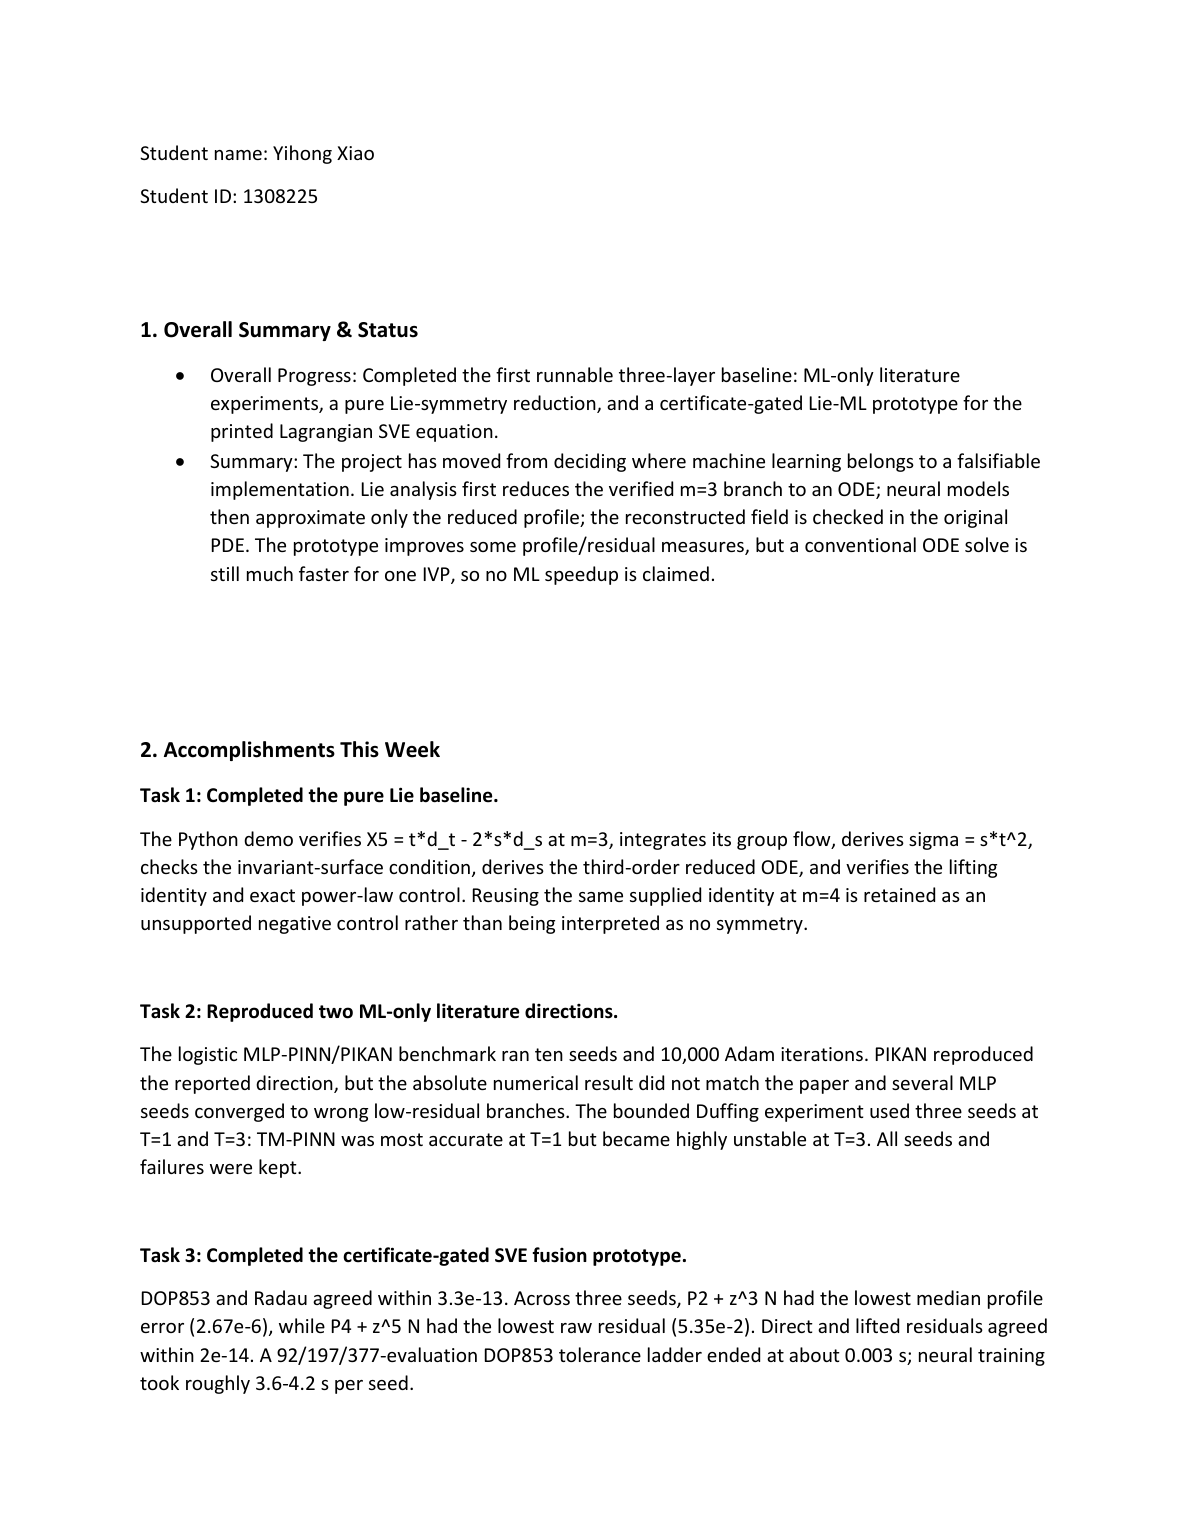 Student name: Yihong Xiao
Student ID: 1308225
1. Overall Summary & Status
• Overall Progress: Completed the first runnable three-layer baseline: ML-only literature
experiments, a pure Lie-symmetry reduction, and a certificate-gated Lie-ML prototype for the
printed Lagrangian SVE equation.
• Summary: The project has moved from deciding where machine learning belongs to a falsifiable
implementation. Lie analysis first reduces the verified m=3 branch to an ODE; neural models
then approximate only the reduced profile; the reconstructed field is checked in the original
PDE. The prototype improves some profile/residual measures, but a conventional ODE solve is
still much faster for one IVP, so no ML speedup is claimed.
2. Accomplishments This Week
Task 1: Completed the pure Lie baseline.
The Python demo verifies X5 = t*d_t - 2*s*d_s at m=3, integrates its group flow, derives sigma = s*t^2,
checks the invariant-surface condition, derives the third-order reduced ODE, and verifies the lifting
identity and exact power-law control. Reusing the same supplied identity at m=4 is retained as an
unsupported negative control rather than being interpreted as no symmetry.
Task 2: Reproduced two ML-only literature directions.
The logistic MLP-PINN/PIKAN benchmark ran ten seeds and 10,000 Adam iterations. PIKAN reproduced
the reported direction, but the absolute numerical result did not match the paper and several MLP
seeds converged to wrong low-residual branches. The bounded Duffing experiment used three seeds at
T=1 and T=3: TM-PINN was most accurate at T=1 but became highly unstable at T=3. All seeds and
failures were kept.
Task 3: Completed the certificate-gated SVE fusion prototype.
DOP853 and Radau agreed within 3.3e-13. Across three seeds, P2 + z^3 N had the lowest median profile
error (2.67e-6), while P4 + z^5 N had the lowest raw residual (5.35e-2). Direct and lifted residuals agreed
within 2e-14. A 92/197/377-evaluation DOP853 tolerance ladder ended at about 0.003 s; neural training
took roughly 3.6-4.2 s per seed.